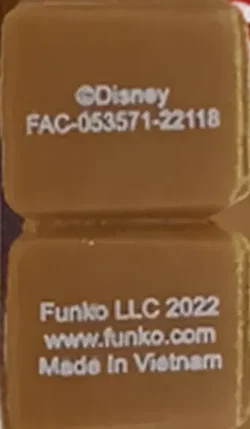 ©Disney
FAC-053571-22118
Funko LLC 2022
www.funko.com
Made in Vietnam